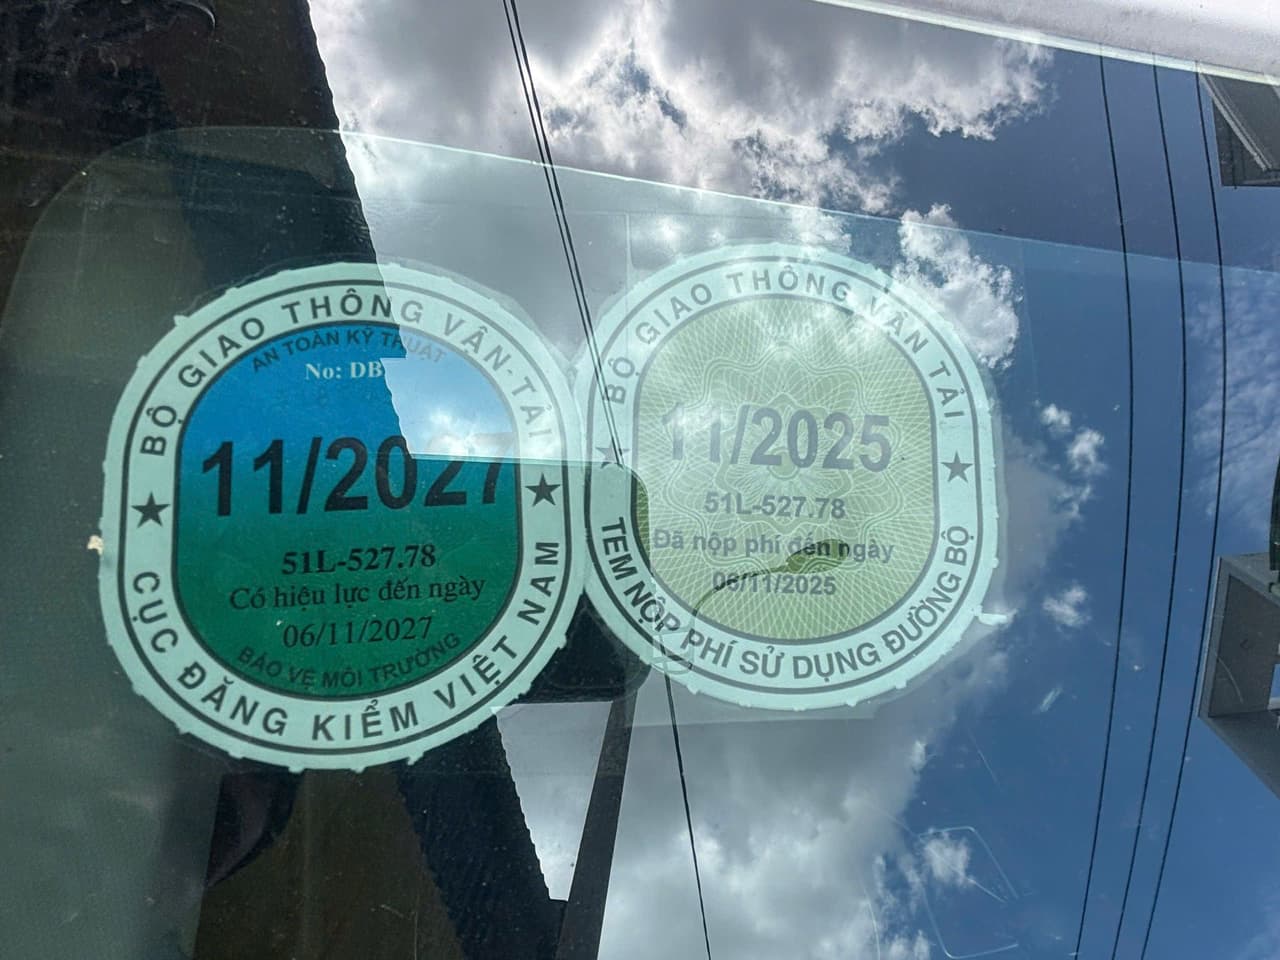 BỘ GIAO THÔNG VẬN TẢI
AN TOÀN KỸ THUẬT
No: DB
11/2027
51L-527.78
Có hiệu lực đến ngày
06/11/2027
BẢO VỆ MÔI TRƯỜNG
CỤC ĐĂNG KIỂM VIỆT NAM
BỘ GIAO THÔNG VẬN TẢI
11/2025
51L-527.78
Đã nộp phí đến ngày
06/11/2025
TEM NỘP PHÍ SỬ DỤNG ĐƯỜNG BỘ